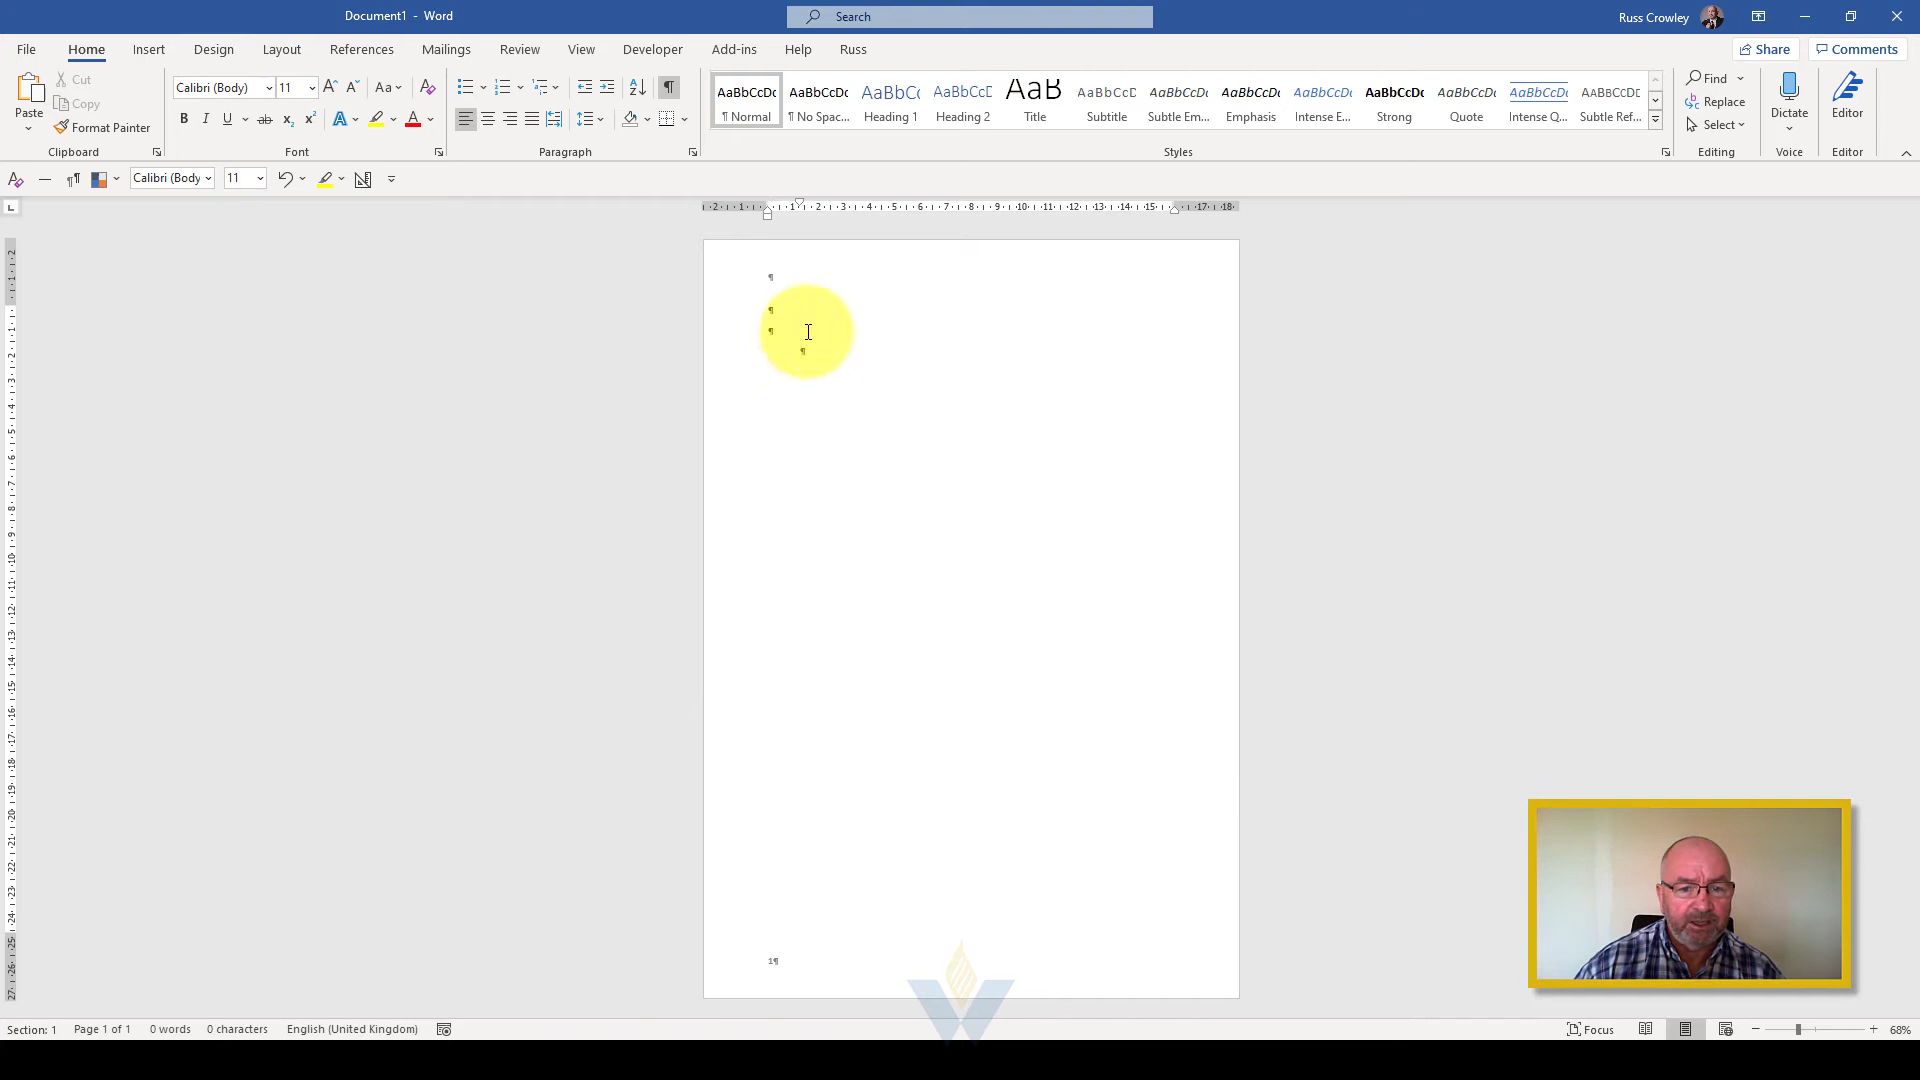 Document1 - Word
Search
Russ Crowley
File Home Insert Design Layout References Mailings Review View Developer Add-ins Help Russ
Share Comments
Paste
Cut
Copy
Format Painter
Clipboard
Calibri (Body) 11
Font
Paragraph
AaBbCcDc AaBbCcDc AaBbCc AaBbCcD AaB AaBbCcD AaBbCcDc AaBbCcDc AaBbCcDc AaBbCcDc AaBbCcDc AaBbCcDc AaBbCcDc
¶ Normal ¶ No Spac... Heading 1 Heading 2 Title Subtitle Subtle Em... Emphasis Intense E... Strong Quote Intense Q... Subtle Ref...
Styles
Find
Replace
Select
Editing
Dictate
Voice
Editor
Editor
Calibri (Body 11
¶
¶
¶
¶
1¶
Section: 1 Page 1 of 1 0 words 0 characters English (United Kingdom)
Focus
68%